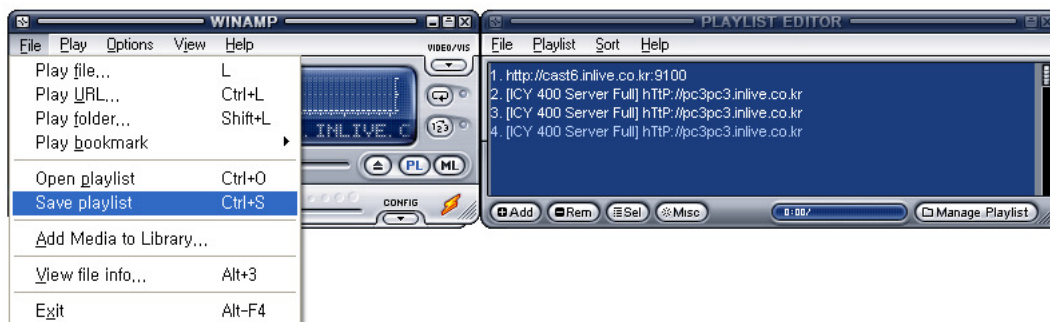 WINAMP
File Play Options View Help
VIDEO/VIS
Play file... L
Play URL... Ctrl+L
Play folder... Shift+L
Play bookmark
Open playlist Ctrl+O
Save playlist Ctrl+S
Add Media to Library...
View file info... Alt+3
Exit Alt-F4
.INLIVE.C
PL ML
CONFIG
PLAYLIST EDITOR
File Playlist Sort Help
1. http://cast6.inlive.co.kr:9100
2. [ICY 400 Server Full] hTtP://pc3pc3.inlive.co.kr
3. [ICY 400 Server Full] hTtP://pc3pc3.inlive.co.kr
4. [ICY 400 Server Full] hTtP://pc3pc3.inlive.co.kr
Add Rem Sel Misc 0:00/ Manage Playlist